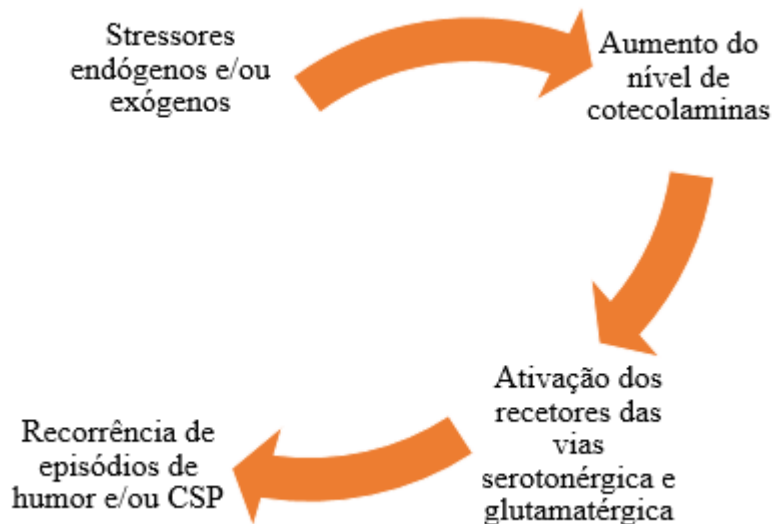 Stressores
endógenos e/ou
exógenos
Aumento do
nível de
cotecolaminas
Ativação dos
recetores das
vias
serotonérgica e
glutamatérgica
Recorrência de
episódios de
humor e/ou CSP